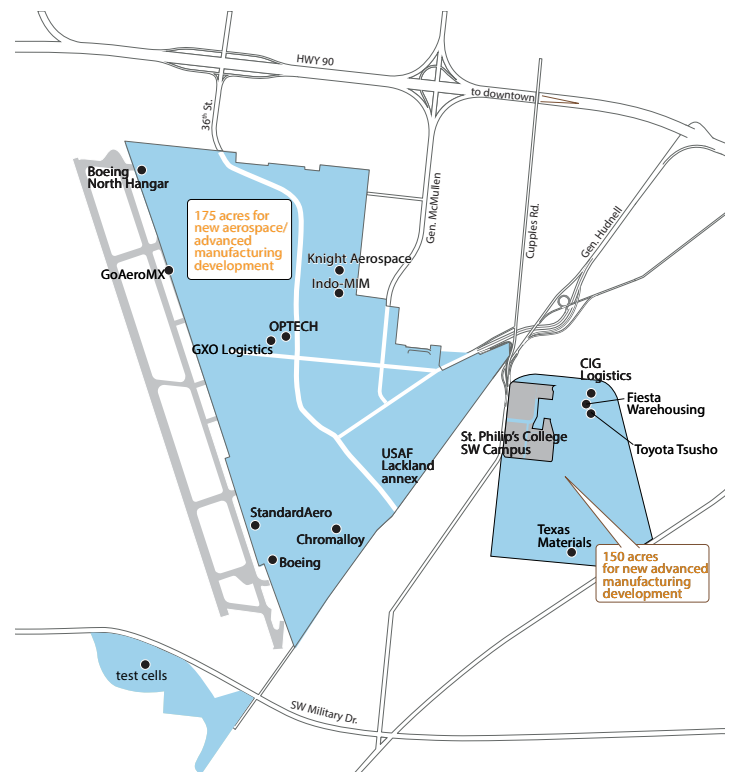 HWY 90
to downtown
36th St.
Gen. McMullen
Cupples Rd.
Gen. Hudnell
Boeing
North Hangar
175 acres for
new aerospace/
advanced
manufacturing
development
Knight Aerospace
GoAeroMX
Indo-MIM
OPTECH
GXO Logistics
CIG
Logistics
Fiesta
Warehousing
St. Philip's College
SW Campus
Toyota Tsusho
USAF
Lackland
annex
StandardAero
Chromalloy
Boeing
Texas
Materials
150 acres
for new advanced
manufacturing
development
test cells
SW Military Dr.